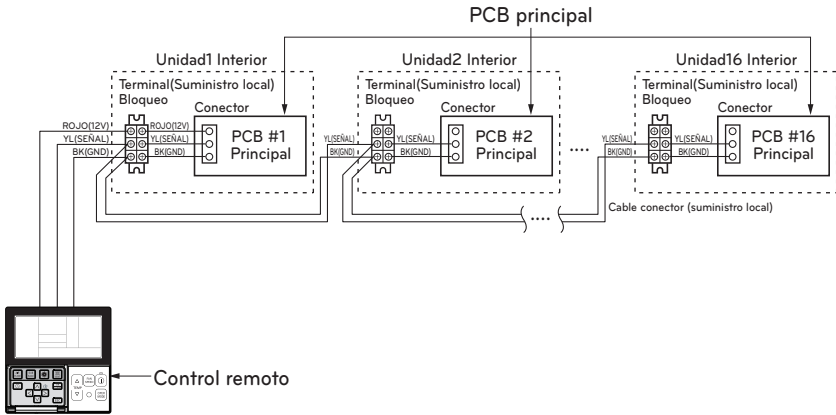 PCB principal
Unidad1 Interior
Unidad2 Interior
Unidad16 Interior
Terminal(Suministro local)
Bloqueo
Conector
Terminal(Suministro local)
Bloqueo
Conector
Terminal(Suministro local)
Bloqueo
Conector
ROJO(12V)
YL(SEÑAL)
BK(GND)
ROJO(12V)
YL(SEÑAL)
BK(GND)
PCB #1
Principal
YL(SEÑAL)
BK(GND)
YL(SEÑAL)
BK(GND)
PCB #2
Principal
....
YL(SEÑAL)
BK(GND)
YL(SEÑAL)
BK(GND)
PCB #16
Principal
....
Cable conector (suministro local)
Control remoto